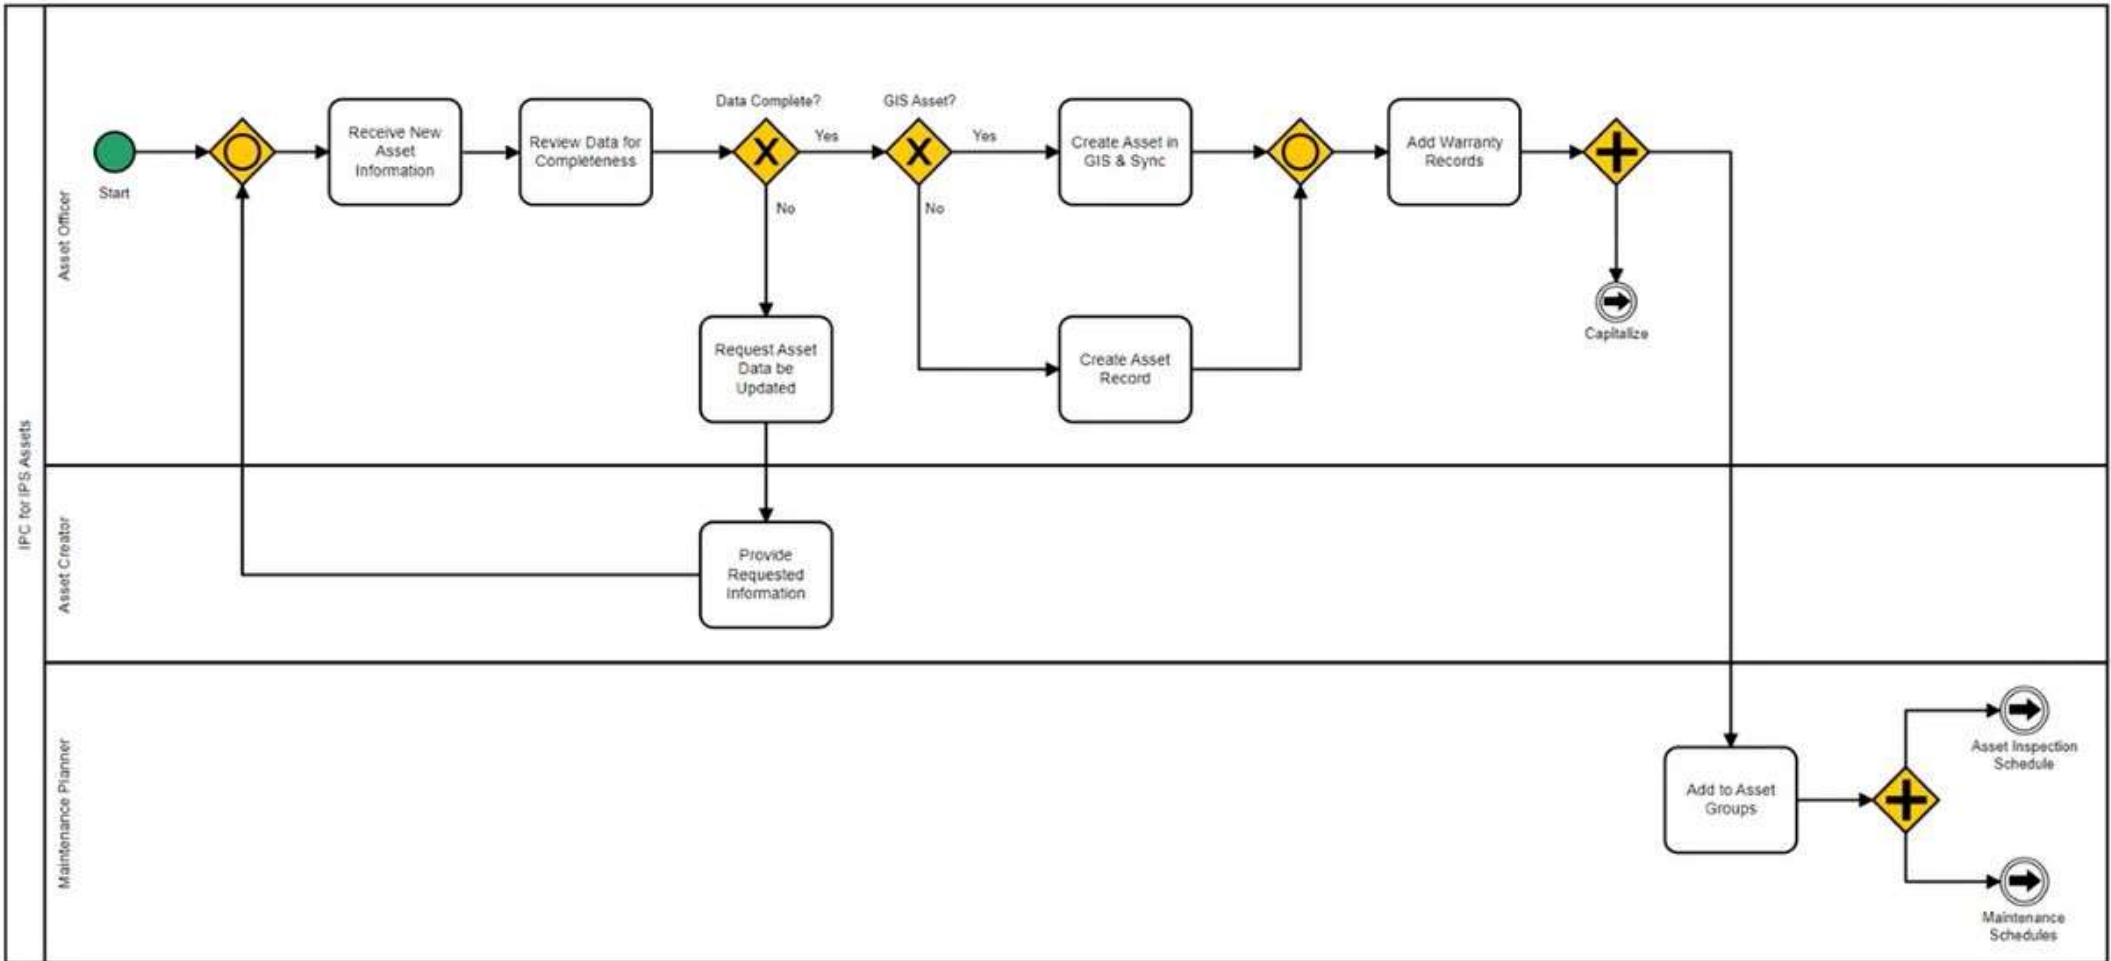 IPC for IPS Assets
Asset Officer
Start
Receive New
Asset
Information
Review Data for
Completeness
Data Complete?
Yes
No
GIS Asset?
Yes
No
Create Asset in
GIS & Sync
Add Warranty
Records
Capitalize
Request Asset
Data be
Updated
Create Asset
Record
Asset Creator
Provide
Requested
Information
Maintenance Planner
Add to Asset
Groups
Asset Inspection
Schedule
Maintenance
Schedules